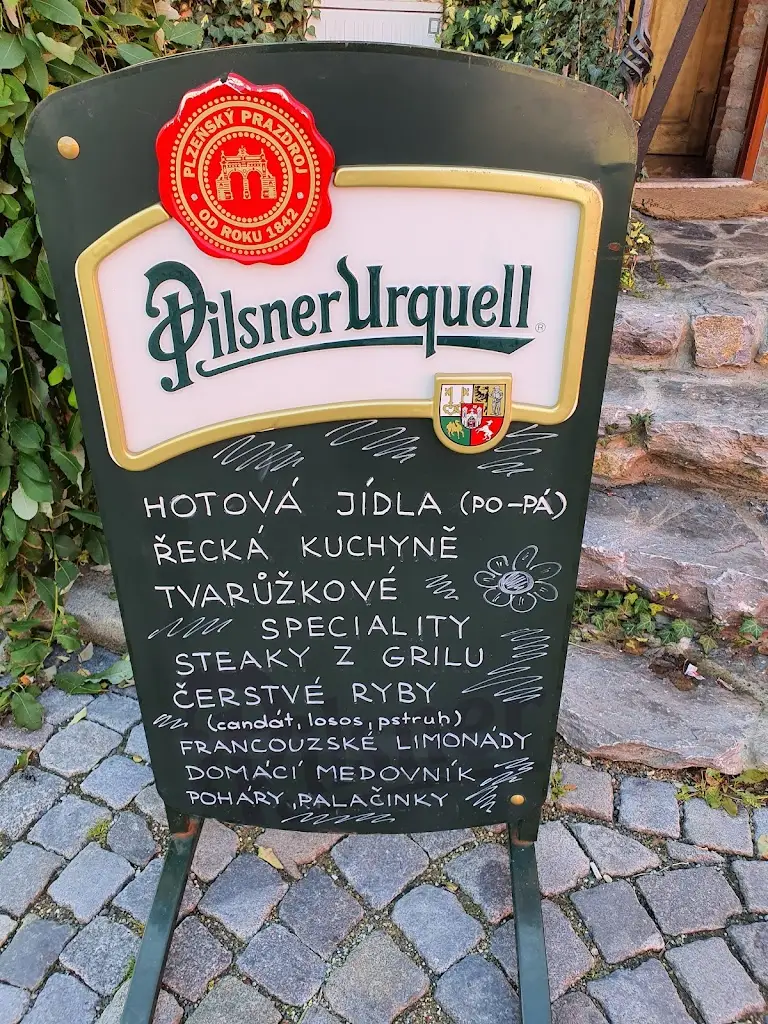 PLZEŇSKÝ PRAZDROJ
OD ROKU 1842
Pilsner Urquell ®
HOTOVÁ JÍDLA (PO-PÁ)
ŘECKÁ KUCHYNĚ
TVARŮŽKOVÉ
SPECIALITY
STEAKY Z GRILU
ČERSTVÉ RYBY
(candát, losos, pstruh)
FRANCOUZSKÉ LIMONÁDY
DOMÁCÍ MEDOVNÍK
POHÁRY, PALAČINKY